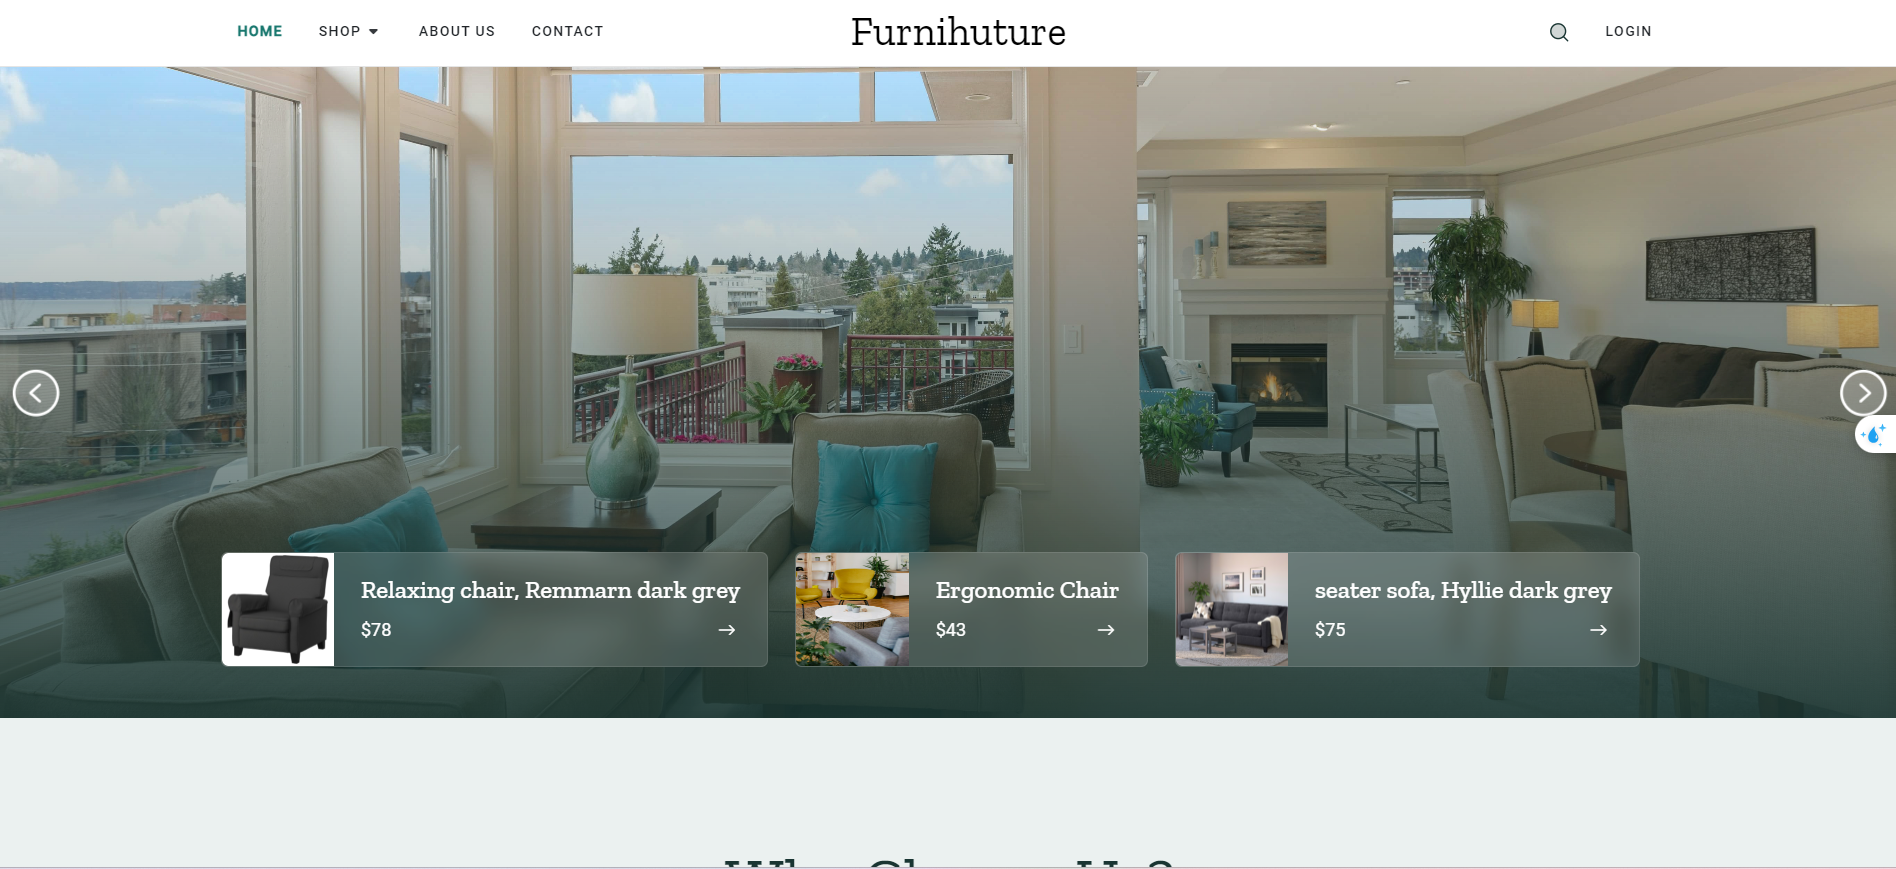 HOME SHOP ABOUT US CONTACT Furnihuture LOGIN
Relaxing chair, Remmarn dark grey
$78
Ergonomic Chair
$43
seater sofa, Hyllie dark grey
$75